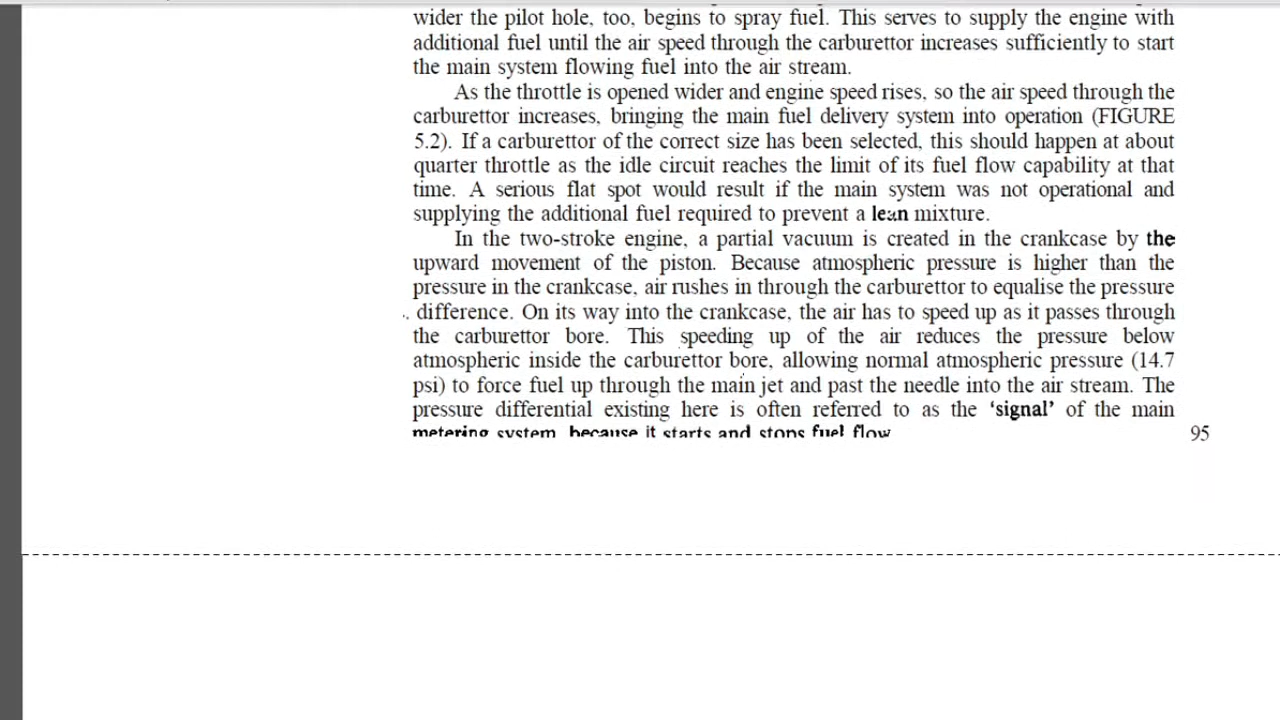 wider the pilot hole, too, begins to spray fuel. This serves to supply the engine with
additional fuel until the air speed through the carburettor increases sufficiently to start
the main system flowing fuel into the air stream.
As the throttle is opened wider and engine speed rises, so the air speed through the
carburettor increases, bringing the main fuel delivery system into operation (FIGURE
5.2). If a carburettor of the correct size has been selected, this should happen at about
quarter throttle as the idle circuit reaches the limit of its fuel flow capability at that
time. A serious flat spot would result if the main system was not operational and
supplying the additional fuel required to prevent a lean mixture.
In the two-stroke engine, a partial vacuum is created in the crankcase by the
upward movement of the piston. Because atmospheric pressure is higher than the
pressure in the crankcase, air rushes in through the carburettor to equalise the pressure
difference. On its way into the crankcase, the air has to speed up as it passes through
the carburettor bore. This speeding up of the air reduces the pressure below
atmospheric inside the carburettor bore, allowing normal atmospheric pressure (14.7
psi) to force fuel up through the main jet and past the needle into the air stream. The
pressure differential existing here is often referred to as the 'signal' of the main
metering system because it starts and stops fuel flow
95